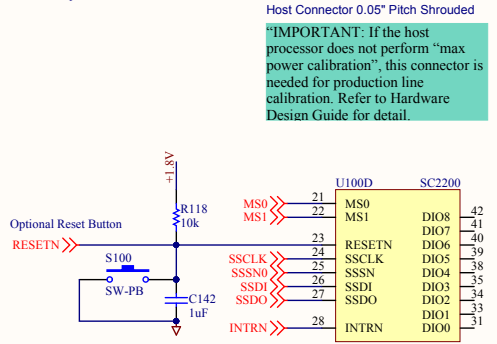 Host Connector 0.05" Pitch Shrouded
“IMPORTANT: If the host
processor does not perform “max
power calibration”, this connector is
needed for production line
calibration. Refer to Hardware
Design Guide for detail.
+1.8V
R118
10k
Optional Reset Button
RESETN
S100
SW-PB
C142
1uF
U100D SC2200
MS0 21 MS0
MS1 22 MS1 DIO8 42
DIO7 41
23 RESETN DIO6 40
SSCLK 24 SSCLK DIO5 39
SSSN0 25 SSSN DIO4 38
SSDI 26 SSDI DIO3 35
SSDO 27 SSDO DIO2 34
DIO1 33
INTRN 28 INTRN DIO0 31